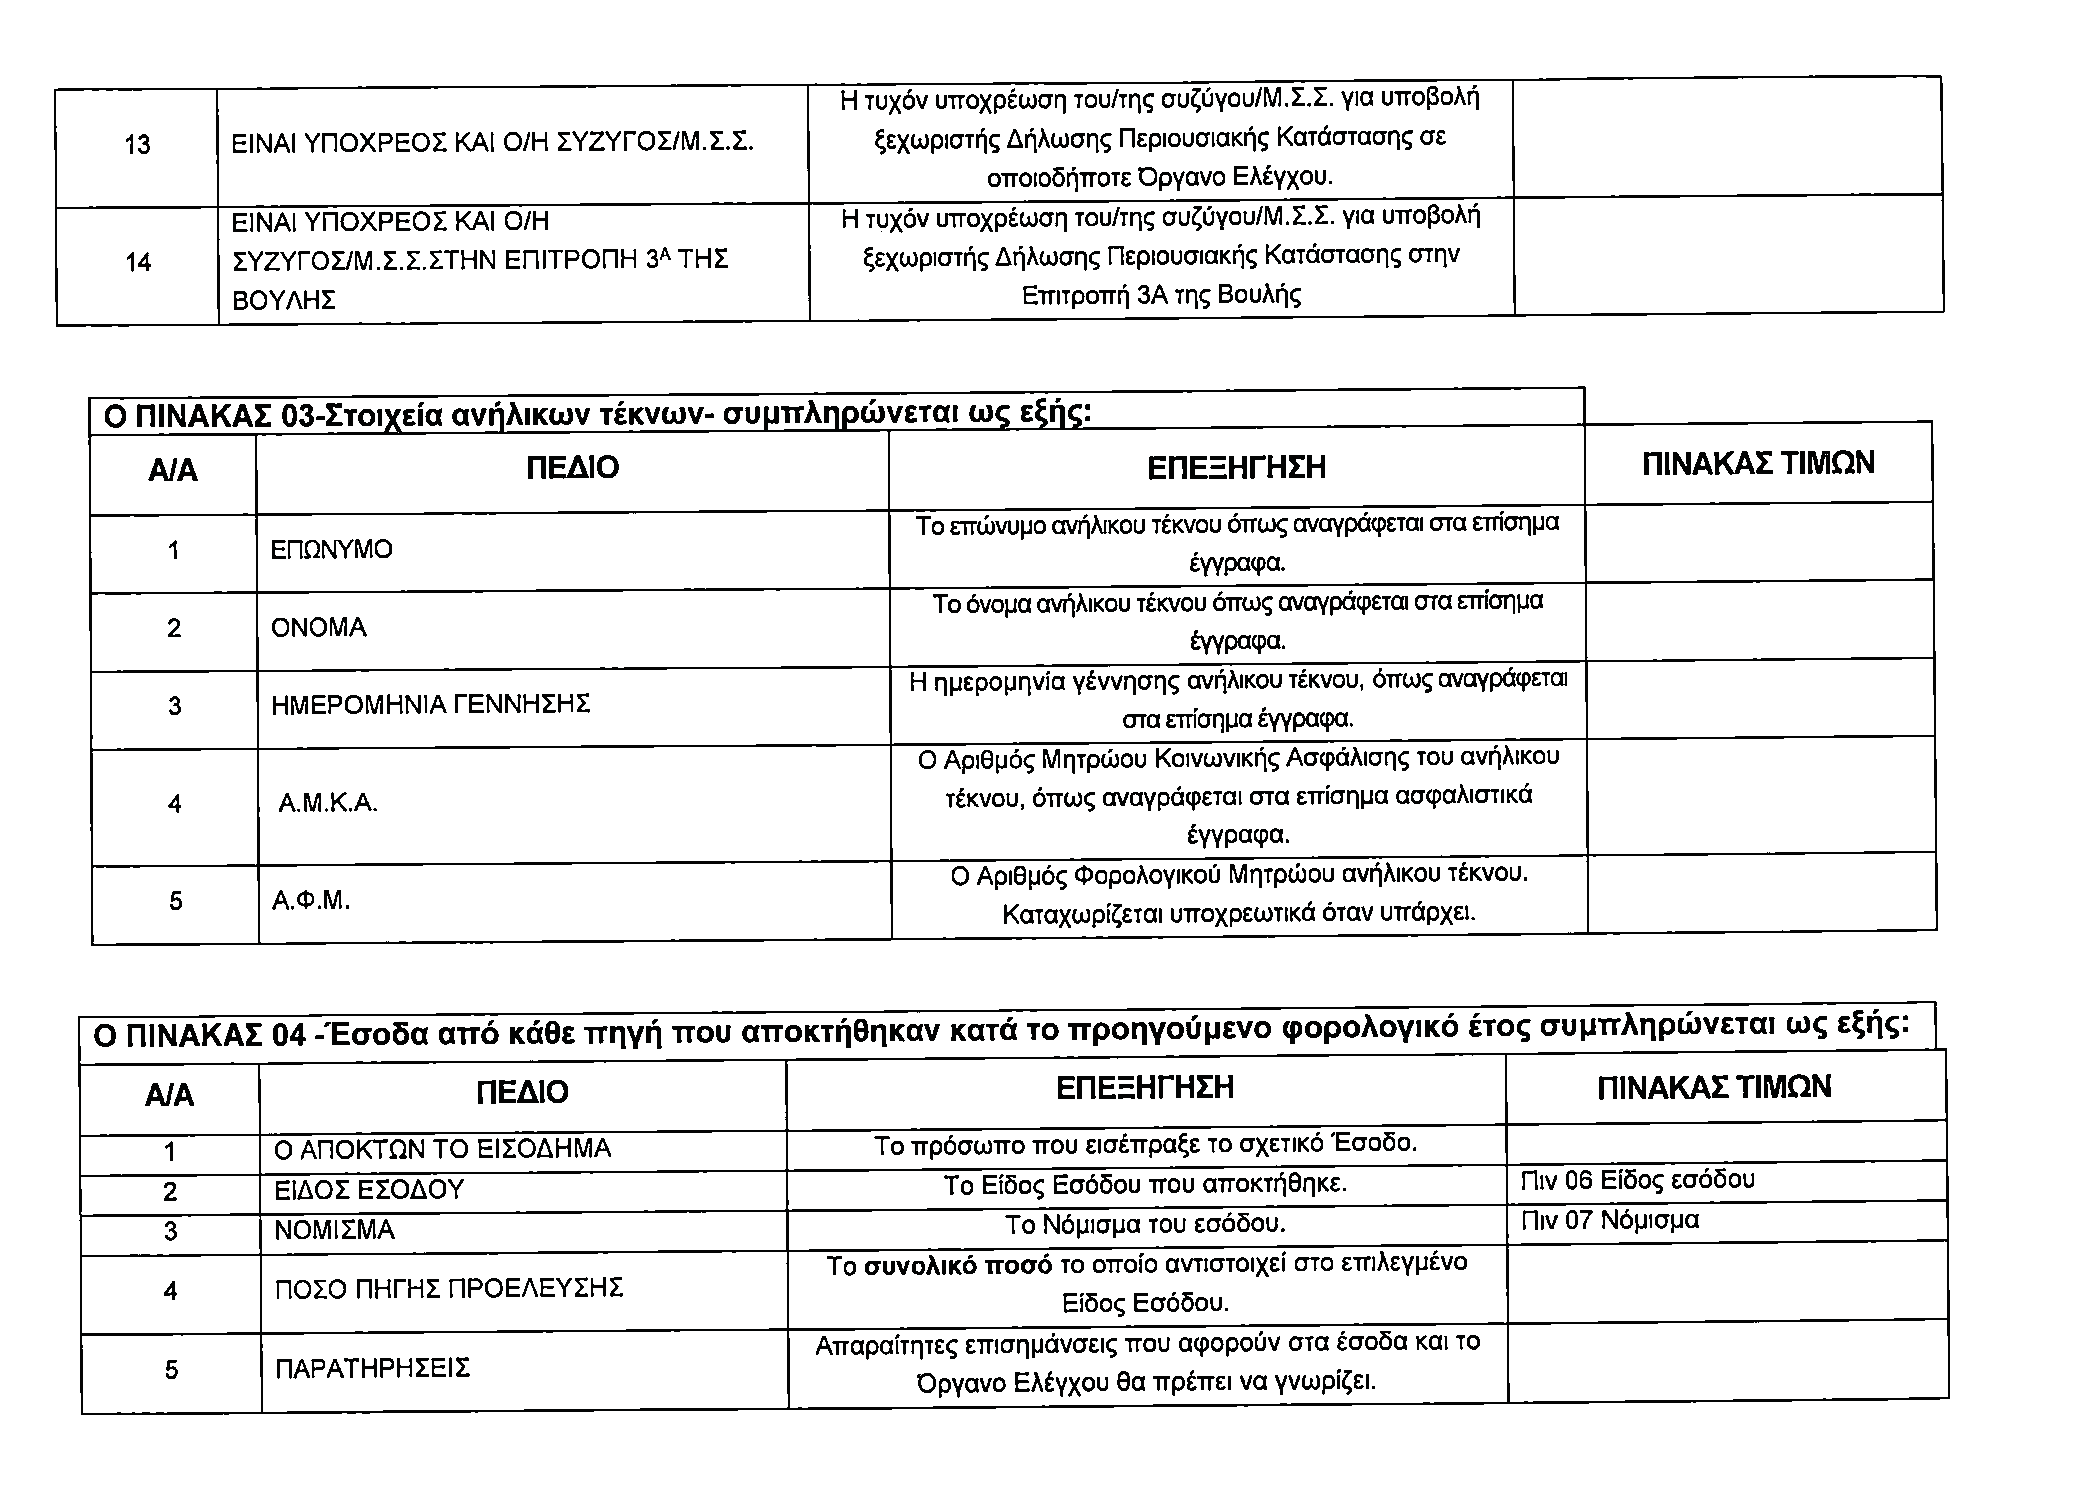 13
ΕΙΝΑΙ ΥΠΟΧΡΕΟΣ ΚΑΙ Ο/Η ΣΥΖΥΓΟΣ/Μ.Σ.Σ.
Η τυχόν υποχρέωση του/της συζύγου/Μ.Σ.Σ. για υποβολή
ξεχωριστής Δήλωσης Περιουσιακής Κατάστασης σε
οποιοδήποτε Όργανο Ελέγχου.
14
ΕΙΝΑΙ ΥΠΟΧΡΕΟΣ ΚΑΙ Ο/Η
ΣΥΖΥΓΟΣ/Μ.Σ.Σ.ΣΤΗΝ ΕΠΙΤΡΟΠΗ 3Α ΤΗΣ
ΒΟΥΛΗΣ
Η τυχόν υποχρέωση του/της συζύγου/Μ.Σ.Σ. για υποβολή
ξεχωριστής Δήλωσης Περιουσιακής Κατάστασης στην
Επιτροπή 3Α της Βουλής
Ο ΠΙΝΑΚΑΣ 03-Στοιχεία ανήλικων τέκνων- συμπληρώνεται ως εξής:
Α/Α
ΠΕΔΙΟ
ΕΠΕΞΗΓΗΣΗ
ΠΙΝΑΚΑΣ ΤΙΜΩΝ
1
ΕΠΩΝΥΜΟ
Το επώνυμο ανήλικου τέκνου όπως αναγράφεται στα επίσημα
έγγραφα.
2
ΟΝΟΜΑ
Το όνομα ανήλικου τέκνου όπως αναγράφεται στα επίσημα
έγγραφα.
3
ΗΜΕΡΟΜΗΝΙΑ ΓΕΝΝΗΣΗΣ
Η ημερομηνία γέννησης ανήλικου τέκνου, όπως αναγράφεται
στα επίσημα έγγραφα.
4
Α.Μ.Κ.Α.
Ο Αριθμός Μητρώου Κοινωνικής Ασφάλισης του ανήλικου
τέκνου, όπως αναγράφεται στα επίσημα ασφαλιστικά
έγγραφα.
5
Α.Φ.Μ.
Ο Αριθμός Φορολογικού Μητρώου ανήλικου τέκνου.
Καταχωρίζεται υποχρεωτικά όταν υπάρχει.
Ο ΠΙΝΑΚΑΣ 04 -Έσοδα από κάθε πηγή που αποκτήθηκαν κατά το προηγούμενο φορολογικό έτος συμπληρώνεται ως εξής:
Α/Α
ΠΕΔΙΟ
ΕΠΕΞΗΓΗΣΗ
ΠΙΝΑΚΑΣ ΤΙΜΩΝ
1
Ο ΑΠΟΚΤΩΝ ΤΟ ΕΙΣΟΔΗΜΑ
Το πρόσωπο που εισέπραξε το σχετικό Έσοδο.
2
ΕΙΔΟΣ ΕΣΟΔΟΥ
Το Είδος Εσόδου που αποκτήθηκε.
Πιν 06 Είδος εσόδου
3
ΝΟΜΙΣΜΑ
Το Νόμισμα του εσόδου.
Πιν 07 Νόμισμα
4
ΠΟΣΟ ΠΗΓΗΣ ΠΡΟΕΛΕΥΣΗΣ
Το συνολικό ποσό το οποίο αντιστοιχεί στο επιλεγμένο
Είδος Εσόδου.
5
ΠΑΡΑΤΗΡΗΣΕΙΣ
Απαραίτητες επισημάνσεις που αφορούν στα έσοδα και το
Όργανο Ελέγχου θα πρέπει να γνωρίζει.